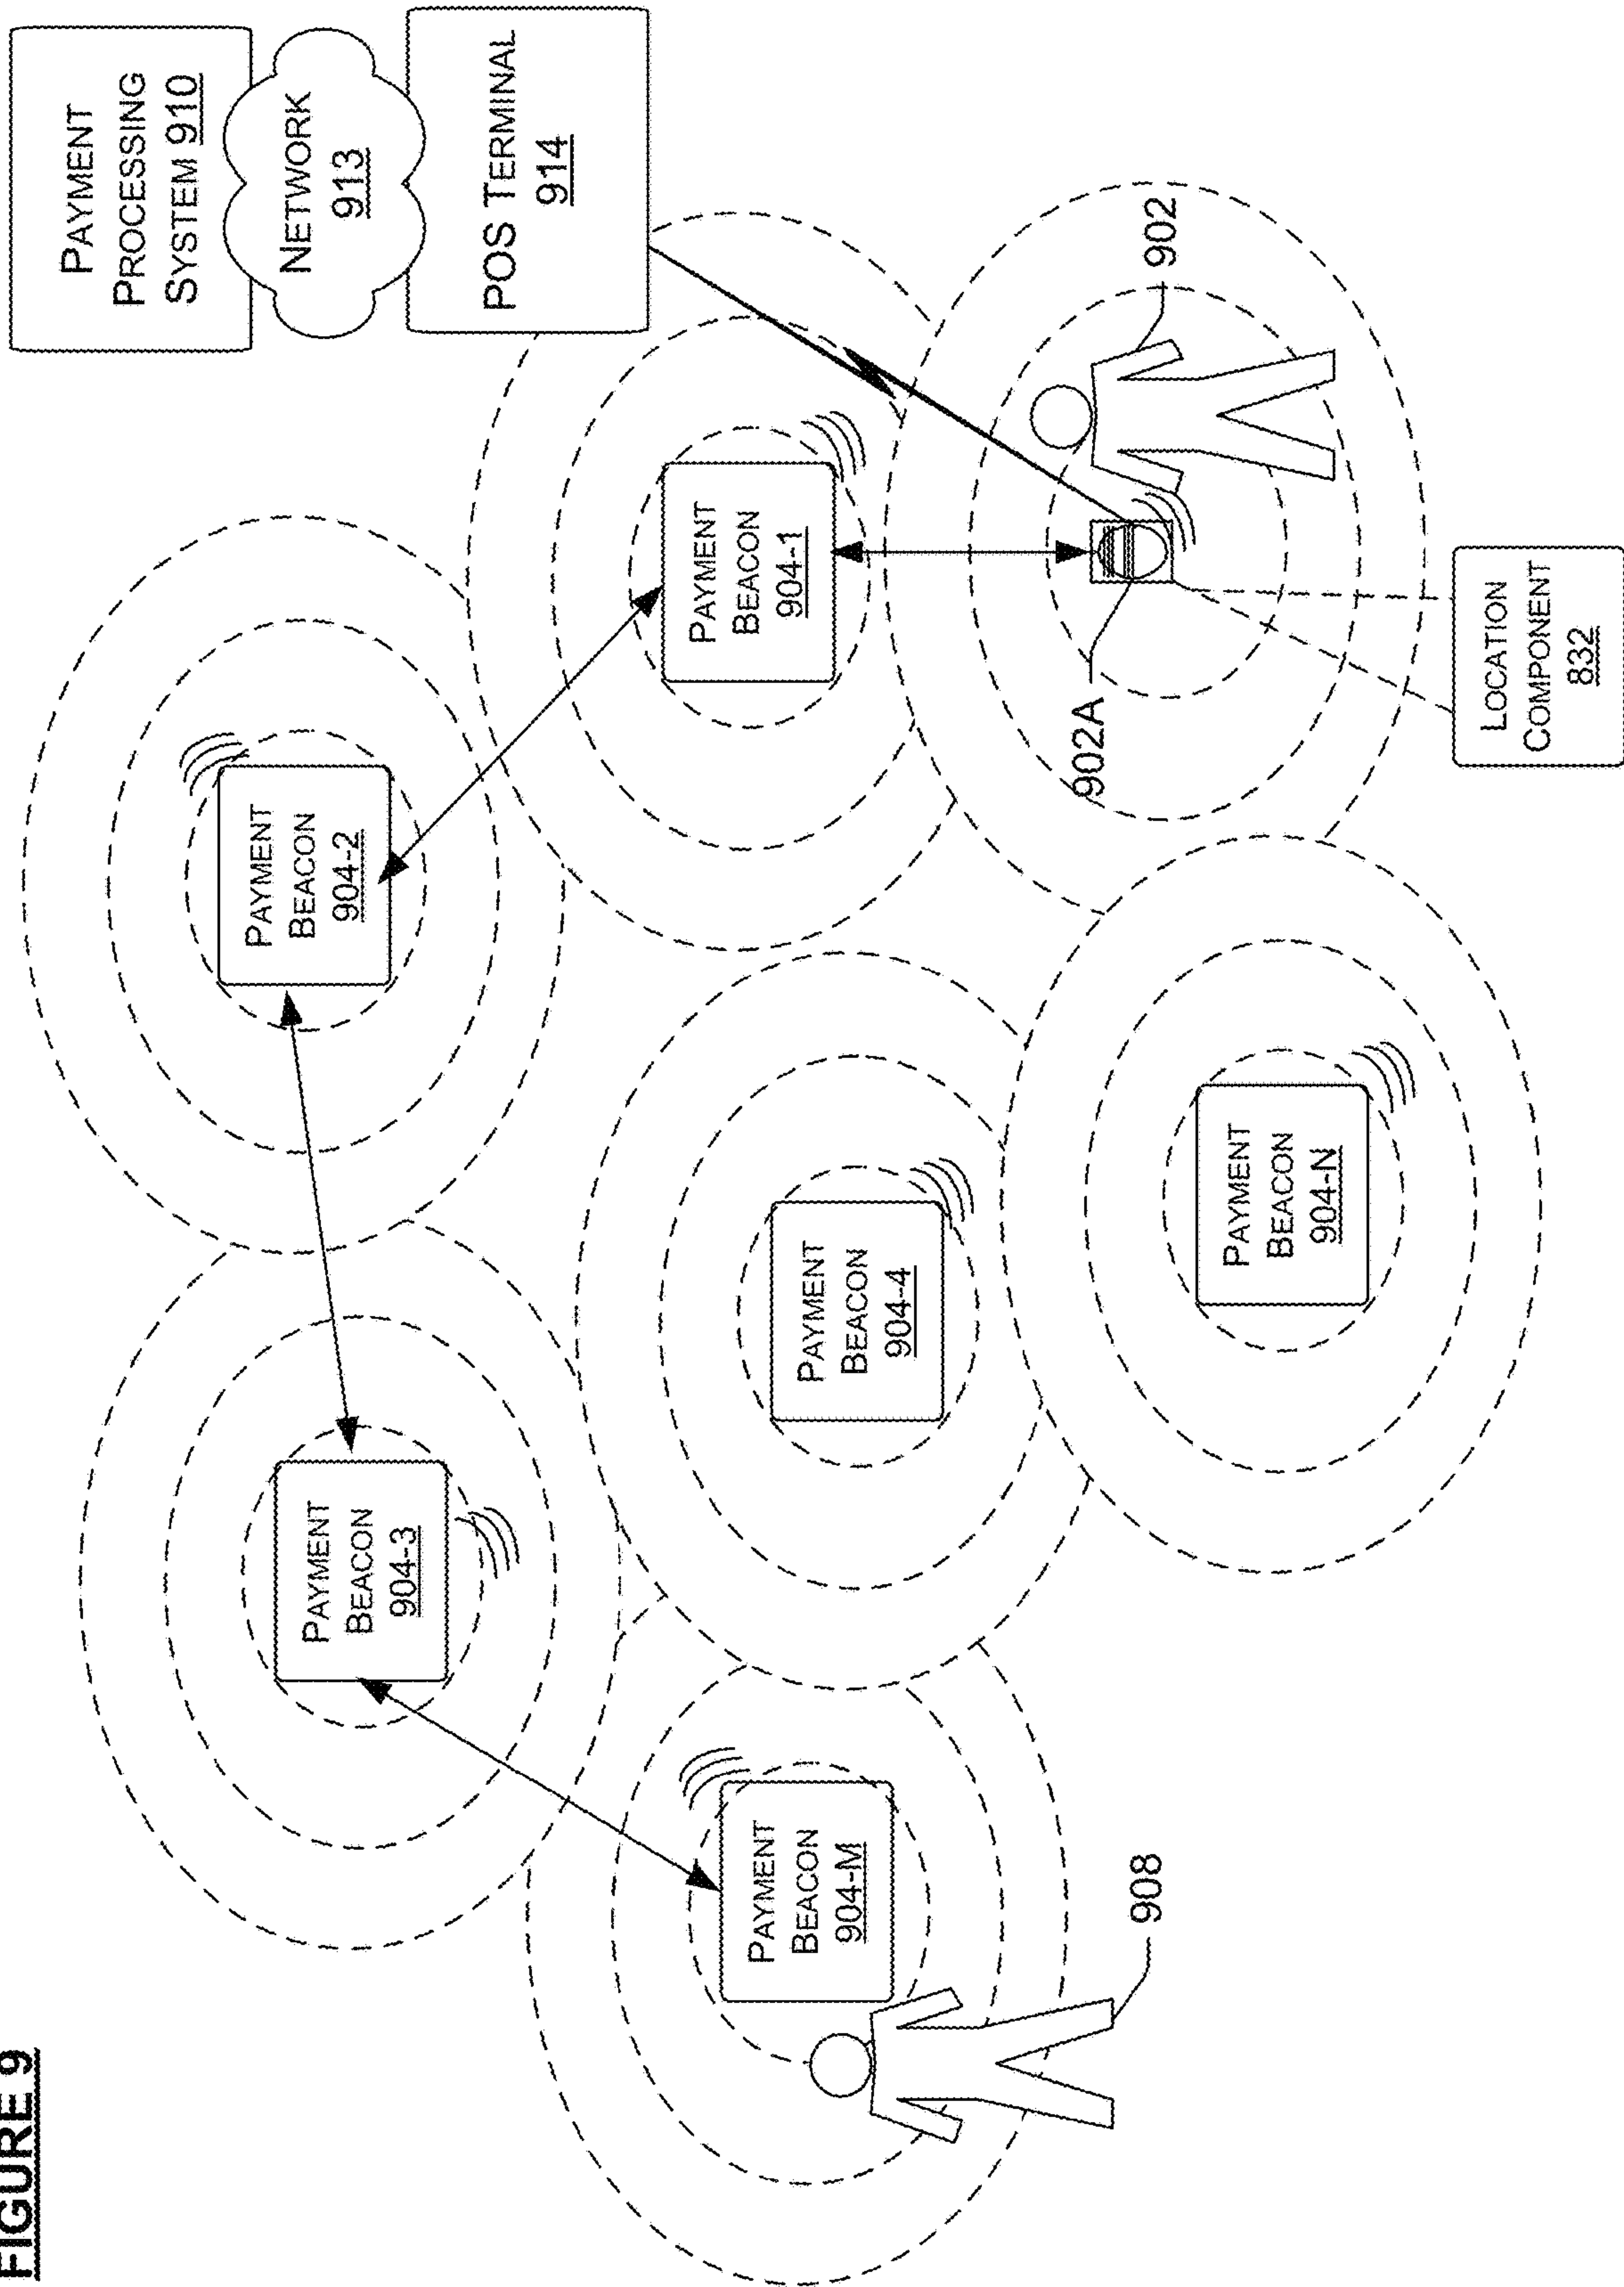 FIGURE 9
PAYMENT
BEACON
904-M
908
PAYMENT
BEACON
904-3
PAYMENT
BEACON
904-2
PAYMENT
BEACON
904-4
PAYMENT
BEACON
904-N
PAYMENT
BEACON
904-1
PAYMENT
PROCESSING
SYSTEM 910
NETWORK
913
POS TERMINAL
914
902
902A
LOCATION
COMPONENT
832